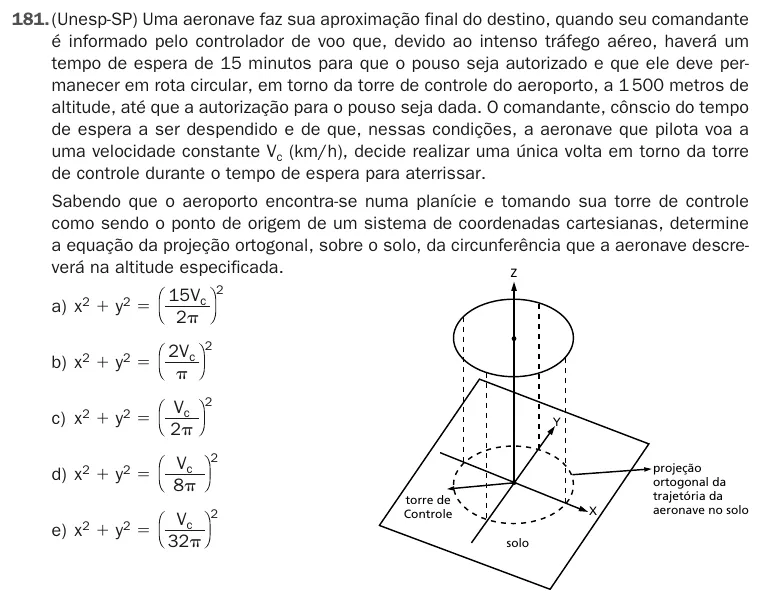 181. (Unesp-SP) Uma aeronave faz sua aproximação final do destino, quando seu comandante
é informado pelo controlador de voo que, devido ao intenso tráfego aéreo, haverá um
tempo de espera de 15 minutos para que o pouso seja autorizado e que ele deve per-
manecer em rota circular, em torno da torre de controle do aeroporto, a 1 500 metros de
altitude, até que a autorização para o pouso seja dada. O comandante, cônscio do tempo
de espera a ser despendido e de que, nessas condições, a aeronave que pilota voa a
uma velocidade constante V_c (km/h), decide realizar uma única volta em torno da torre
de controle durante o tempo de espera para aterrissar.
Sabendo que o aeroporto encontra-se numa planície e tomando sua torre de controle
como sendo o ponto de origem de um sistema de coordenadas cartesianas, determine
a equação da projeção ortogonal, sobre o solo, da circunferência que a aeronave descre-
verá na altitude especificada.
a) x² + y² = (15V_c/2π)²
b) x² + y² = (2V_c/π)²
c) x² + y² = (V_c/2π)²
d) x² + y² = (V_c/8π)²
e) x² + y² = (V_c/32π)²
Z
Y
X
torre de
Controle
solo
projeção
ortogonal da
trajetória da
aeronave no solo